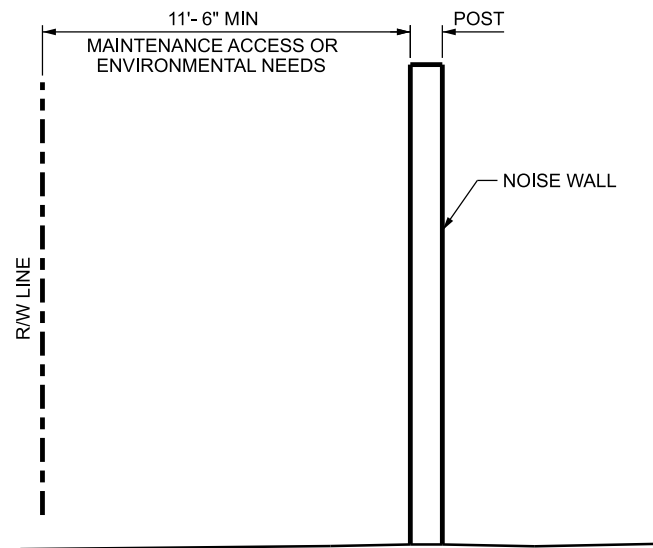 11'- 6" MIN
POST
MAINTENANCE ACCESS OR
ENVIRONMENTAL NEEDS
NOISE WALL
R/W LINE